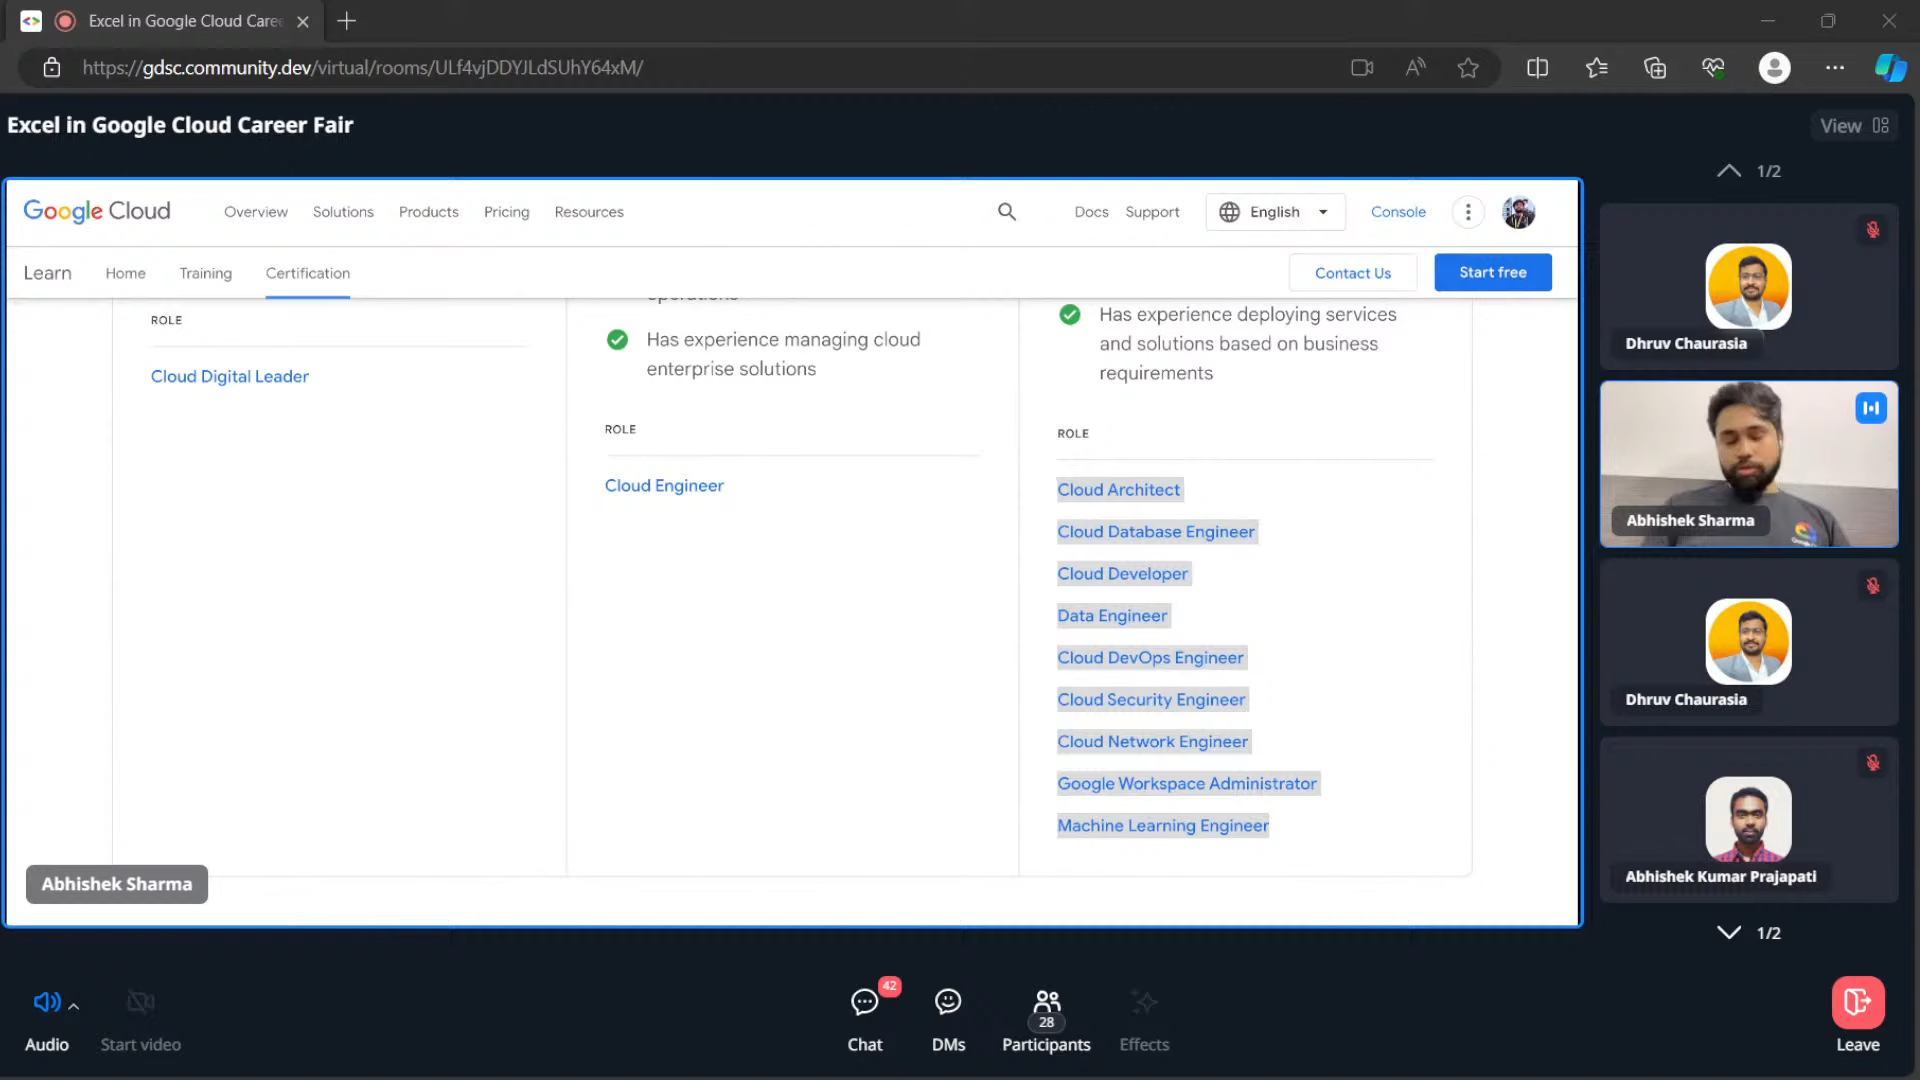 Excel in Google Cloud Caree
https://gdsc.community.dev/virtual/rooms/ULf4vjDDYJLdSUhY64xM/
Excel in Google Cloud Career Fair
View
1/2
Google Cloud
Overview
Solutions
Products
Pricing
Resources
Docs
Support
English
Console
Learn
Home
Training
Certification
Contact Us
Start free
ROLE
Cloud Digital Leader
operations
Has experience managing cloud
enterprise solutions
ROLE
Cloud Engineer
Has experience deploying services
and solutions based on business
requirements
ROLE
Cloud Architect
Cloud Database Engineer
Cloud Developer
Data Engineer
Cloud DevOps Engineer
Cloud Security Engineer
Cloud Network Engineer
Google Workspace Administrator
Machine Learning Engineer
Abhishek Sharma
Dhruv Chaurasia
Abhishek Sharma
Dhruv Chaurasia
Abhishek Kumar Prajapati
1/2
Audio
Start video
42
Chat
DMs
28
Participants
Effects
Leave